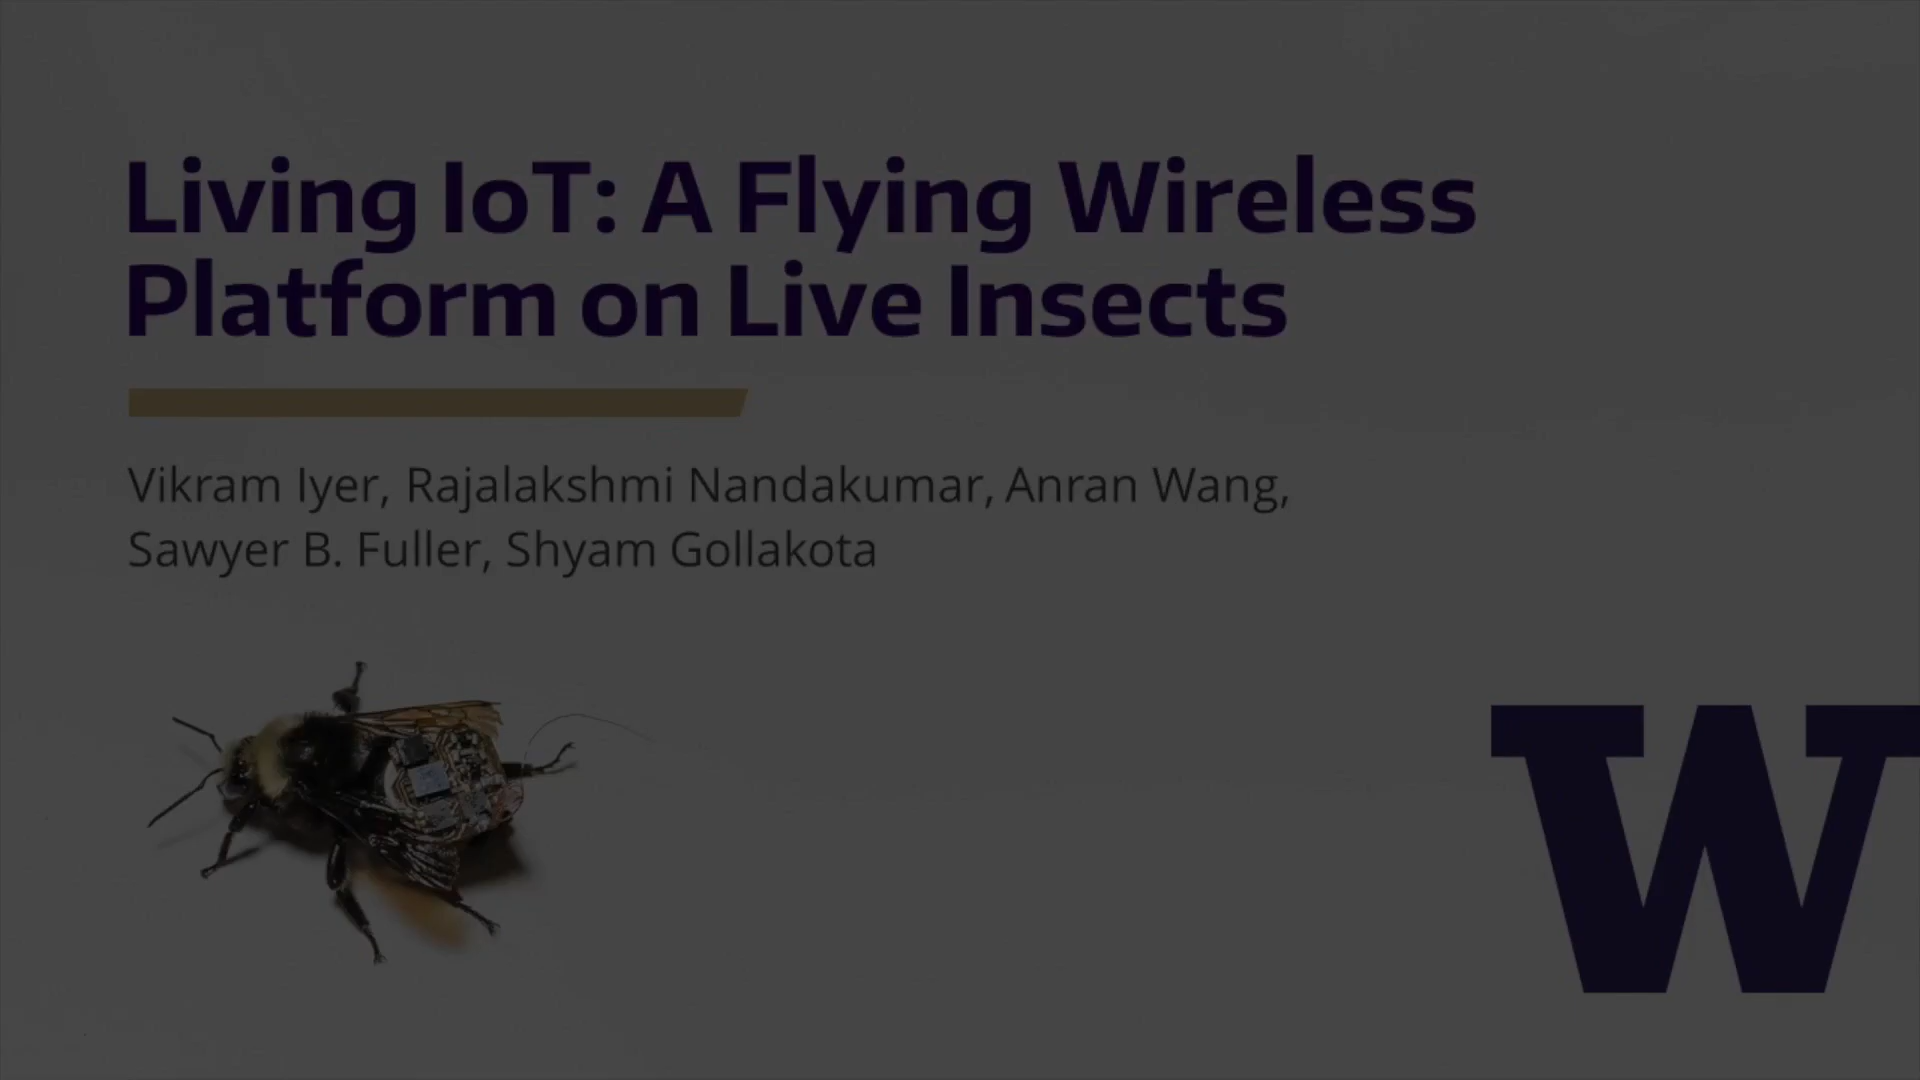 Living IoT: A Flying Wireless
Platform on Live Insects
Vikram Iyer, Rajalakshmi Nandakumar, Anran Wang,
Sawyer B. Fuller, Shyam Gollakota
W